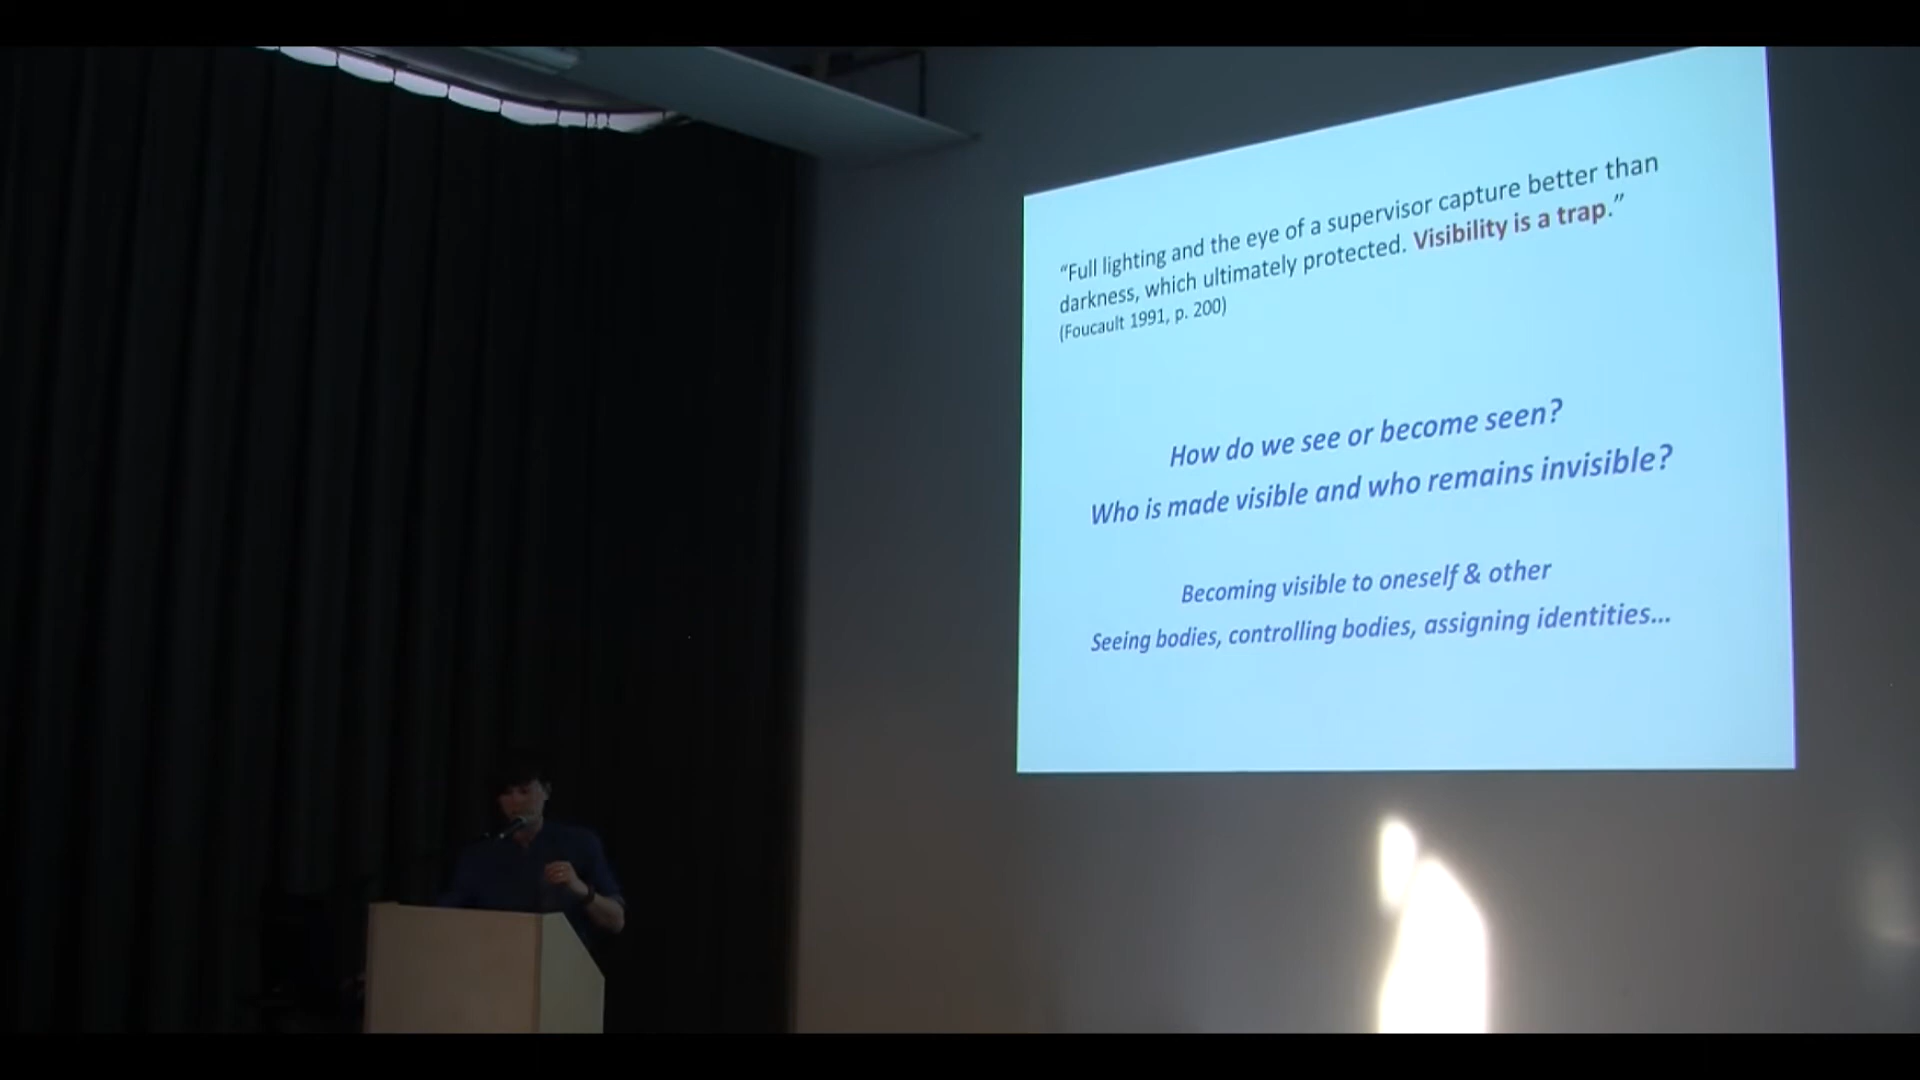 “Full lighting and the eye of a supervisor capture better than
darkness, which ultimately protected. Visibility is a trap.”
(Foucault 1991, p. 200)
How do we see or become seen?
Who is made visible and who remains invisible?
Becoming visible to oneself & other
Seeing bodies, controlling bodies, assigning identities...